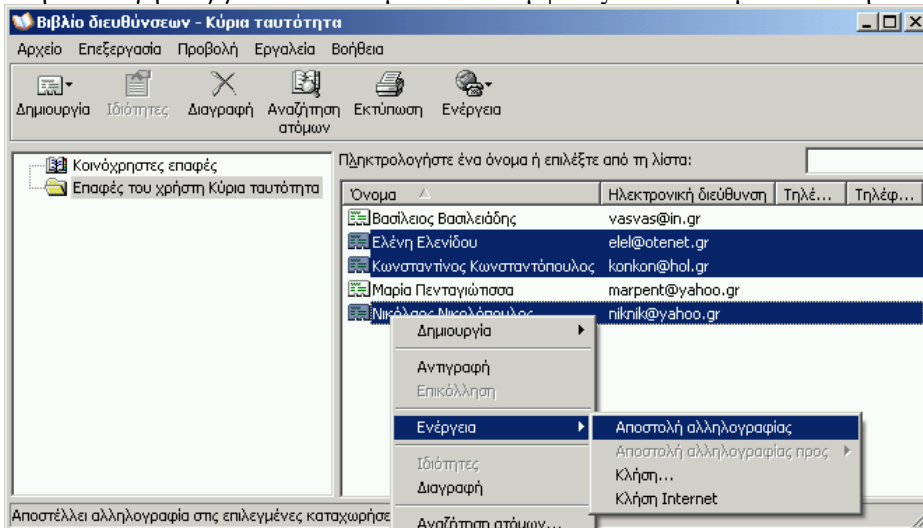 Βιβλίο διευθύνσεων - Κύρια ταυτότητα
Αρχείο Επεξεργασία Προβολή Εργαλεία Βοήθεια
Δημιουργία Ιδιότητες Διαγραφή Αναζήτηση ατόμων Εκτύπωση Ενέργεια
Κοινόχρηστες επαφές
Επαφές του χρήστη Κύρια ταυτότητα
Πληκτρολογήστε ένα όνομα ή επιλέξτε από τη λίστα:
Όνομα Ηλεκτρονική διεύθυνση Τηλέ... Τηλέφ...
Βασίλειος Βασιλειάδης vasvas@in.gr
Ελένη Ελενίδου elel@otenet.gr
Κωνσταντίνος Κωνσταντόπουλος konkon@hol.gr
Μαρία Πενταγιώτισσα marpent@yahoo.gr
Νικόλαος Νικολόπουλος niknik@yahoo.gr
Δημιουργία
Αντιγραφή
Επικόλληση
Ενέργεια
Ιδιότητες
Διαγραφή
Αναζήτηση ατόμων...
Αποστολή αλληλογραφίας
Αποστολή αλληλογραφίας προς
Κλήση...
Κλήση Internet
Αποστέλλει αλληλογραφία στις επιλεγμένες καταχωρήσε